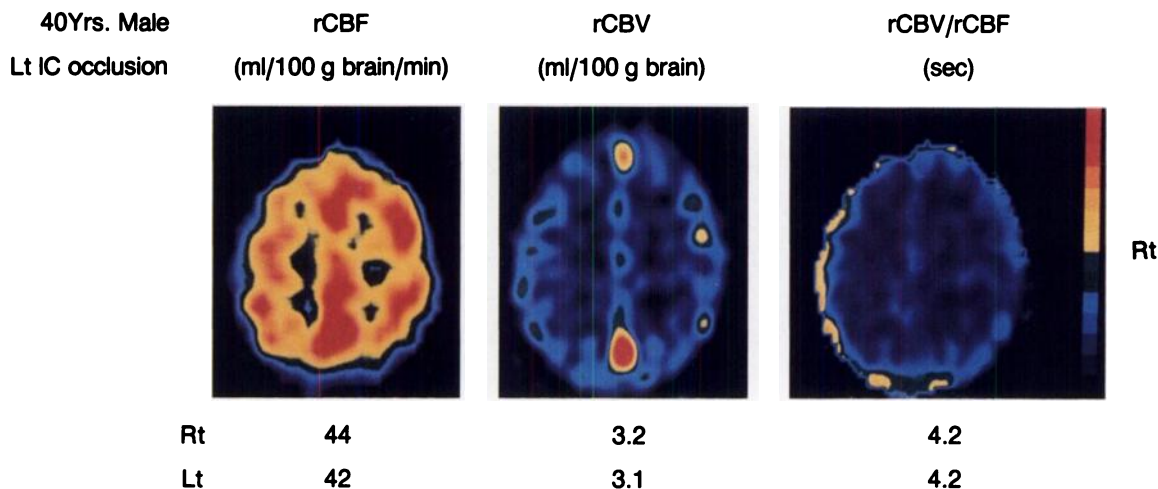 40Yrs. Male rCBF rCBV rCBV/rCBF
Lt IC occlusion (ml/100 g brain/min) (ml/100 g brain) (sec)
Rt
Rt 44 3.2 4.2
Lt 42 3.1 4.2